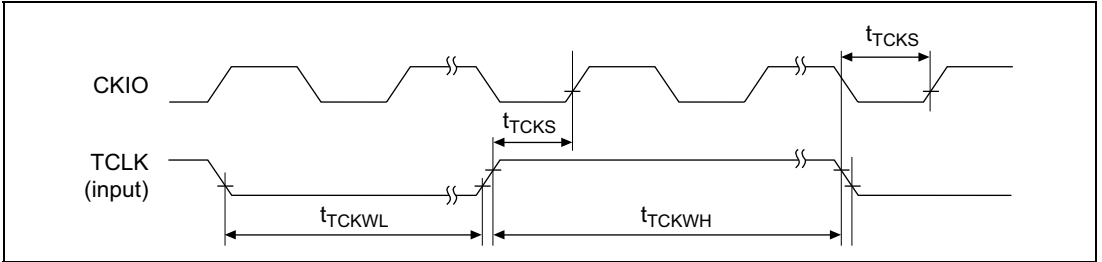 tTCKS
CKIO
tTCKS
TCLK
(input)
tTCKWL
tTCKWH